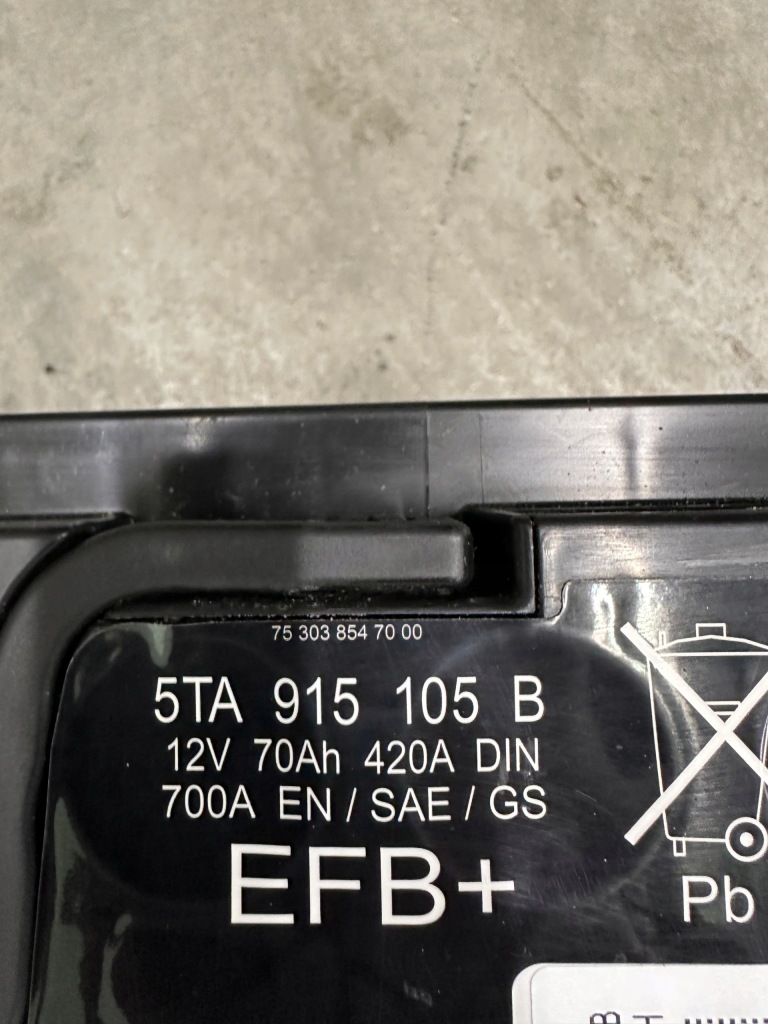 75 303 854 70 00
5TA 915 105 B
12V 70Ah 420A DIN
700A EN / SAE / GS
EFB+
Pb
B